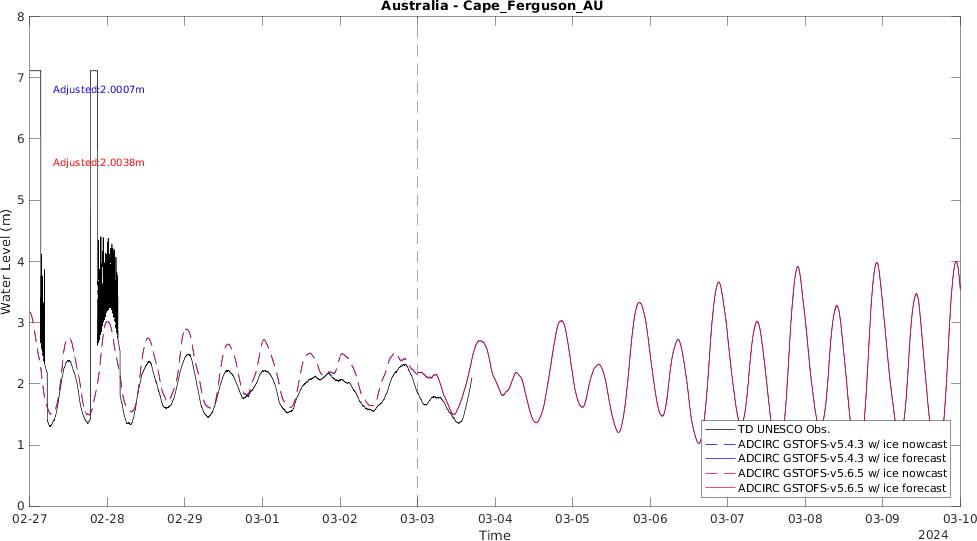 Australia - Cape_Ferguson_AU
8
7
6
5
4
3
2
1
0
Water Level (m)
Adjusted:2.0007m
Adjusted:2.0038m
TD UNESCO Obs.
ADCIRC GSTOFS-v5.4.3 w/ ice nowcast
ADCIRC GSTOFS-v5.4.3 w/ ice forecast
ADCIRC GSTOFS-v5.6.5 w/ ice nowcast
ADCIRC GSTOFS-v5.6.5 w/ ice forecast
02-27 02-28 02-29 03-01 03-02 03-03 03-04 03-05 03-06 03-07 03-08 03-09 03-10
Time
2024